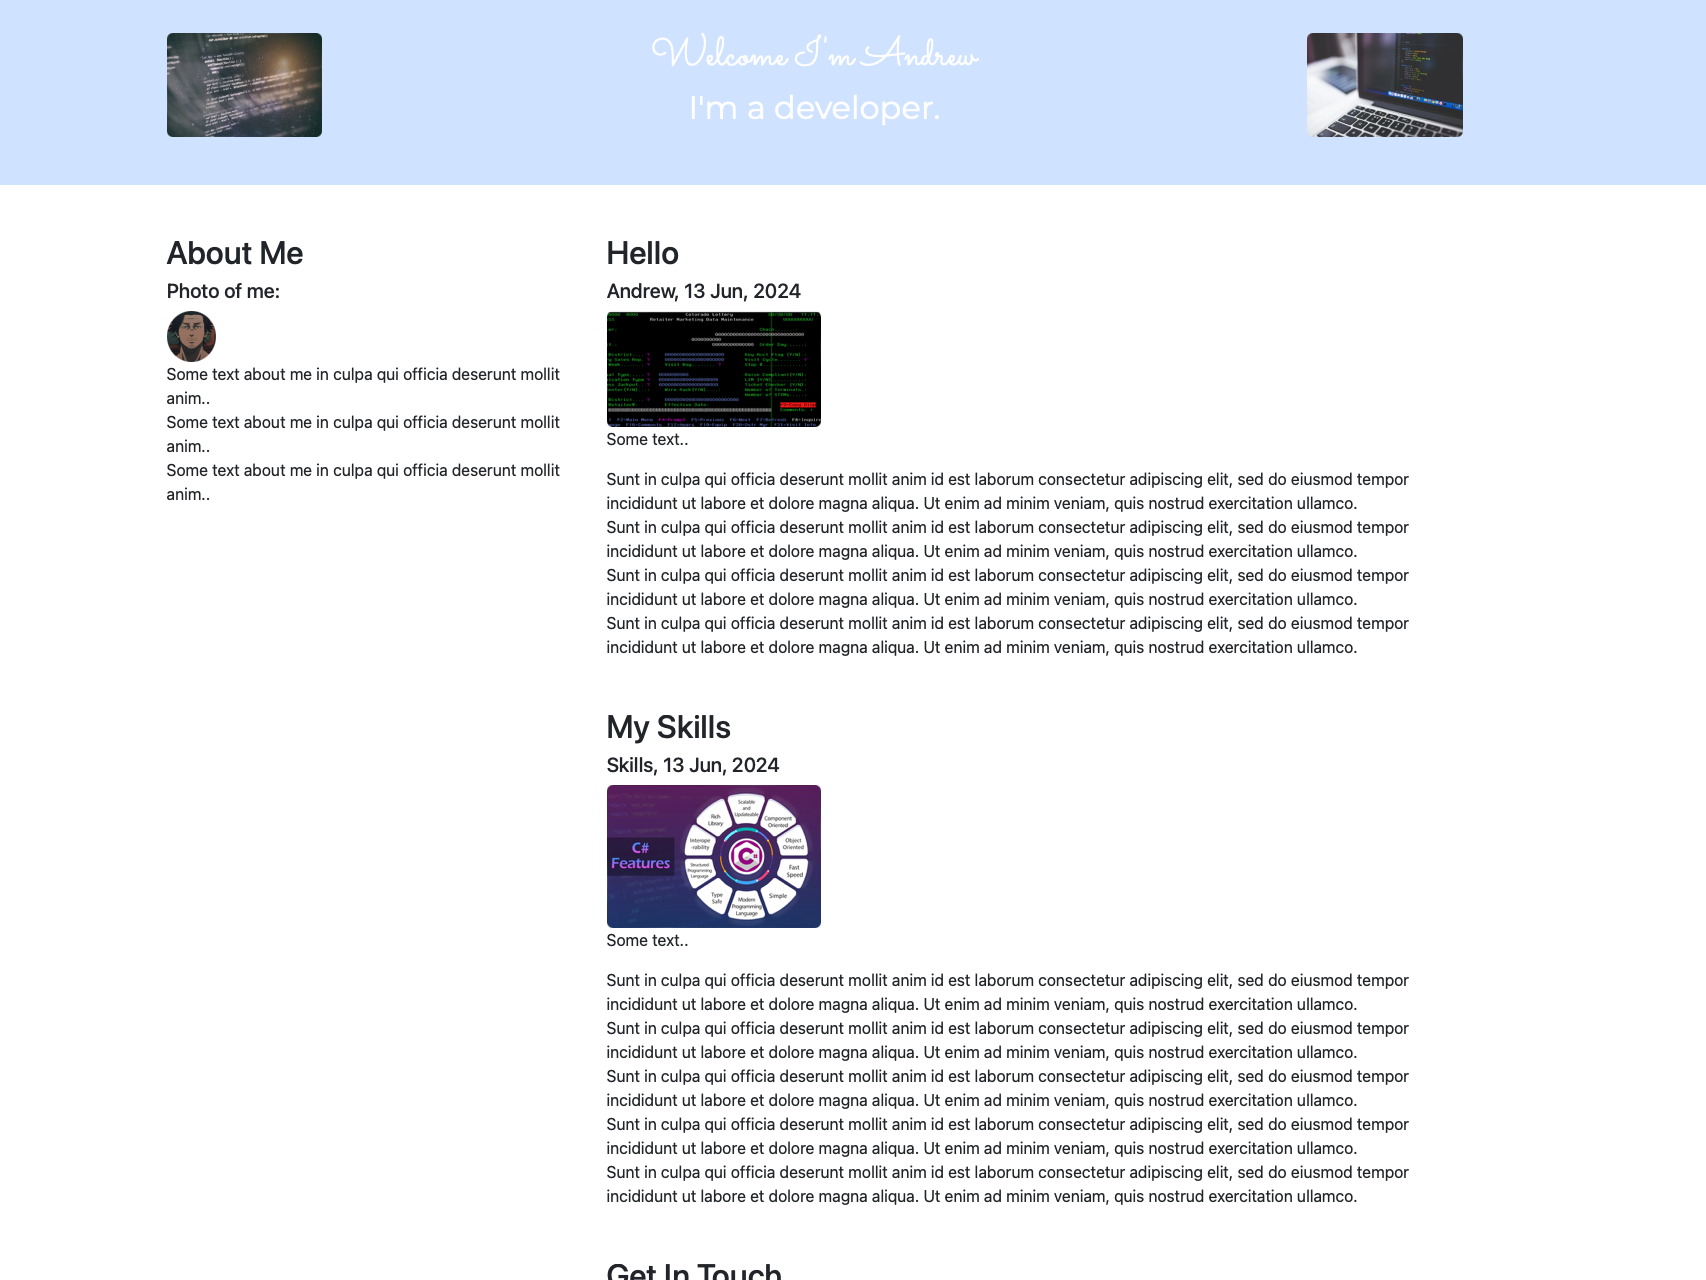 Welcome I'm Andrew
I'm a developer.
About Me
Photo of me:
Some text about me in culpa qui officia deserunt mollit
anim..
Some text about me in culpa qui officia deserunt mollit
anim..
Some text about me in culpa qui officia deserunt mollit
anim..
Hello
Andrew, 13 Jun, 2024
Colorado Lottery
Retailer Marketing Data Maintenance
Some text..
Sunt in culpa qui officia deserunt mollit anim id est laborum consectetur adipiscing elit, sed do eiusmod tempor
incididunt ut labore et dolore magna aliqua. Ut enim ad minim veniam, quis nostrud exercitation ullamco.
Sunt in culpa qui officia deserunt mollit anim id est laborum consectetur adipiscing elit, sed do eiusmod tempor
incididunt ut labore et dolore magna aliqua. Ut enim ad minim veniam, quis nostrud exercitation ullamco.
Sunt in culpa qui officia deserunt mollit anim id est laborum consectetur adipiscing elit, sed do eiusmod tempor
incididunt ut labore et dolore magna aliqua. Ut enim ad minim veniam, quis nostrud exercitation ullamco.
Sunt in culpa qui officia deserunt mollit anim id est laborum consectetur adipiscing elit, sed do eiusmod tempor
incididunt ut labore et dolore magna aliqua. Ut enim ad minim veniam, quis nostrud exercitation ullamco.
My Skills
Skills, 13 Jun, 2024
C#
Features
Scalable
and
Updateable
Component
Oriented
Object
Oriented
Fast
Speed
Simple
Modern
Programming
Language
Type
Safe
Structured
Programming
Language
Interope
-rability
Rich
Library
C#
Some text..
Sunt in culpa qui officia deserunt mollit anim id est laborum consectetur adipiscing elit, sed do eiusmod tempor
incididunt ut labore et dolore magna aliqua. Ut enim ad minim veniam, quis nostrud exercitation ullamco.
Sunt in culpa qui officia deserunt mollit anim id est laborum consectetur adipiscing elit, sed do eiusmod tempor
incididunt ut labore et dolore magna aliqua. Ut enim ad minim veniam, quis nostrud exercitation ullamco.
Sunt in culpa qui officia deserunt mollit anim id est laborum consectetur adipiscing elit, sed do eiusmod tempor
incididunt ut labore et dolore magna aliqua. Ut enim ad minim veniam, quis nostrud exercitation ullamco.
Sunt in culpa qui officia deserunt mollit anim id est laborum consectetur adipiscing elit, sed do eiusmod tempor
incididunt ut labore et dolore magna aliqua. Ut enim ad minim veniam, quis nostrud exercitation ullamco.
Sunt in culpa qui officia deserunt mollit anim id est laborum consectetur adipiscing elit, sed do eiusmod tempor
incididunt ut labore et dolore magna aliqua. Ut enim ad minim veniam, quis nostrud exercitation ullamco.
Get In Touch